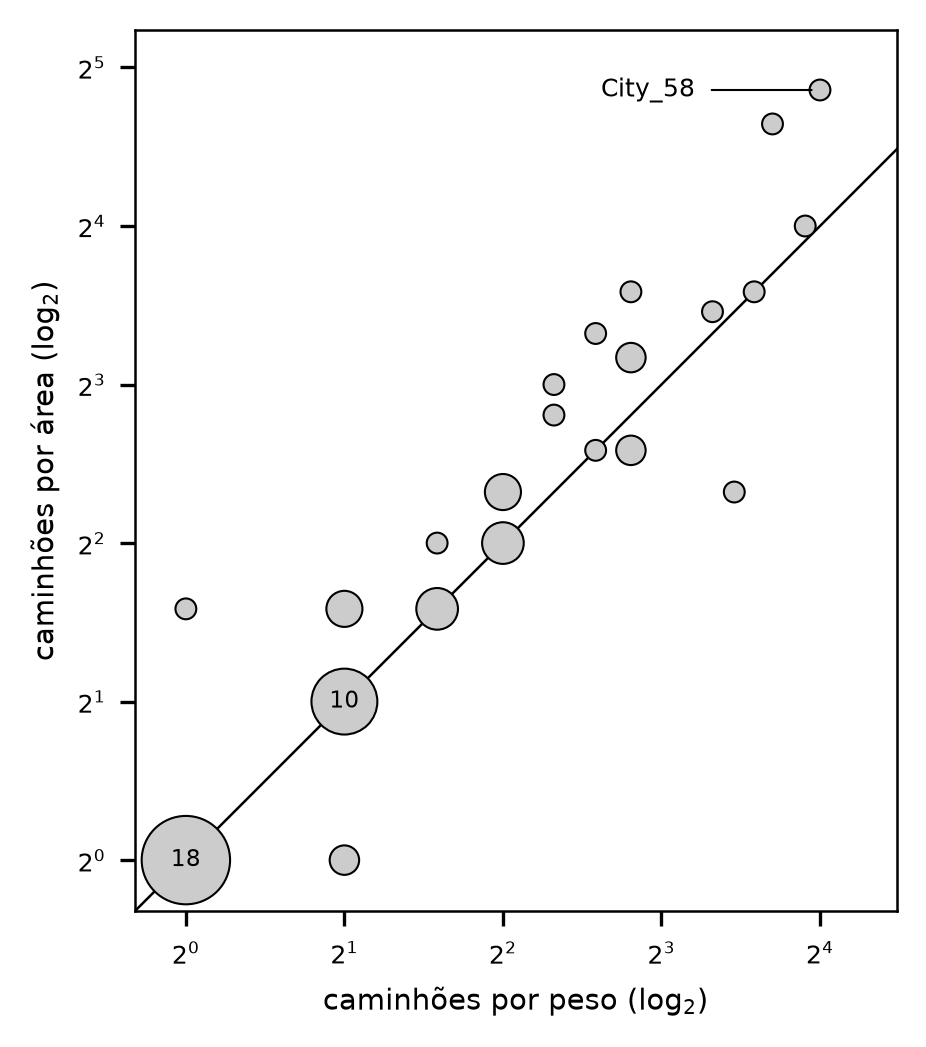 2⁵
City_58
2⁴
2³
2²
2¹
2⁰
caminhões por área (log₂)
10
18
2⁰ 2¹ 2² 2³ 2⁴
caminhões por peso (log₂)